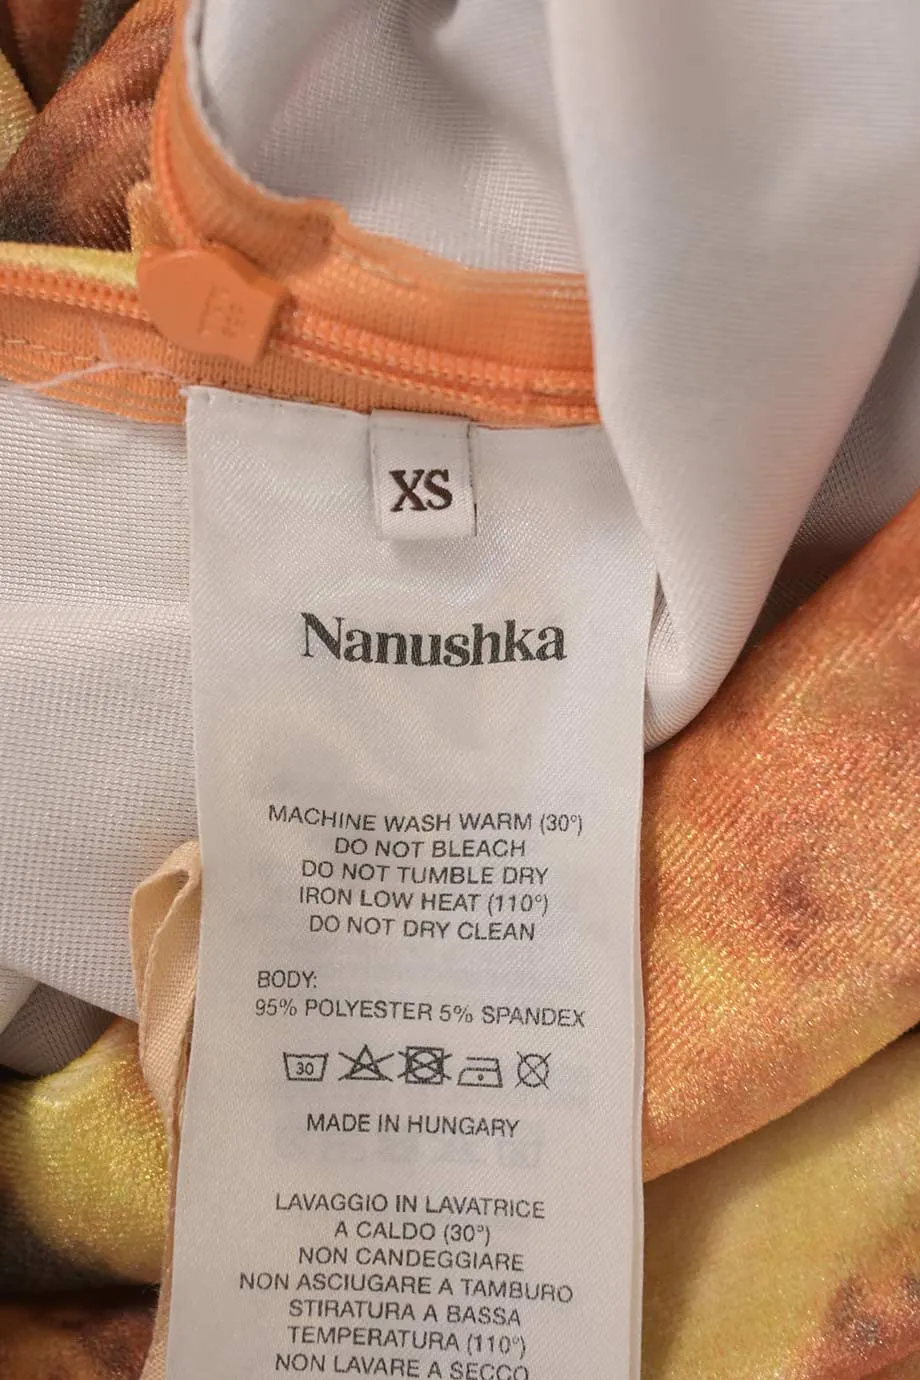 XS
Nanushka
MACHINE WASH WARM (30°)
DO NOT BLEACH
DO NOT TUMBLE DRY
IRON LOW HEAT (110°)
DO NOT DRY CLEAN
BODY:
95% POLYESTER 5% SPANDEX
30
MADE IN HUNGARY
LAVAGGIO IN LAVATRICE
A CALDO (30°)
NON CANDEGGIARE
NON ASCIUGARE A TAMBURO
STIRATURA A BASSA
TEMPERATURA (110°)
NON LAVARE A SECCO